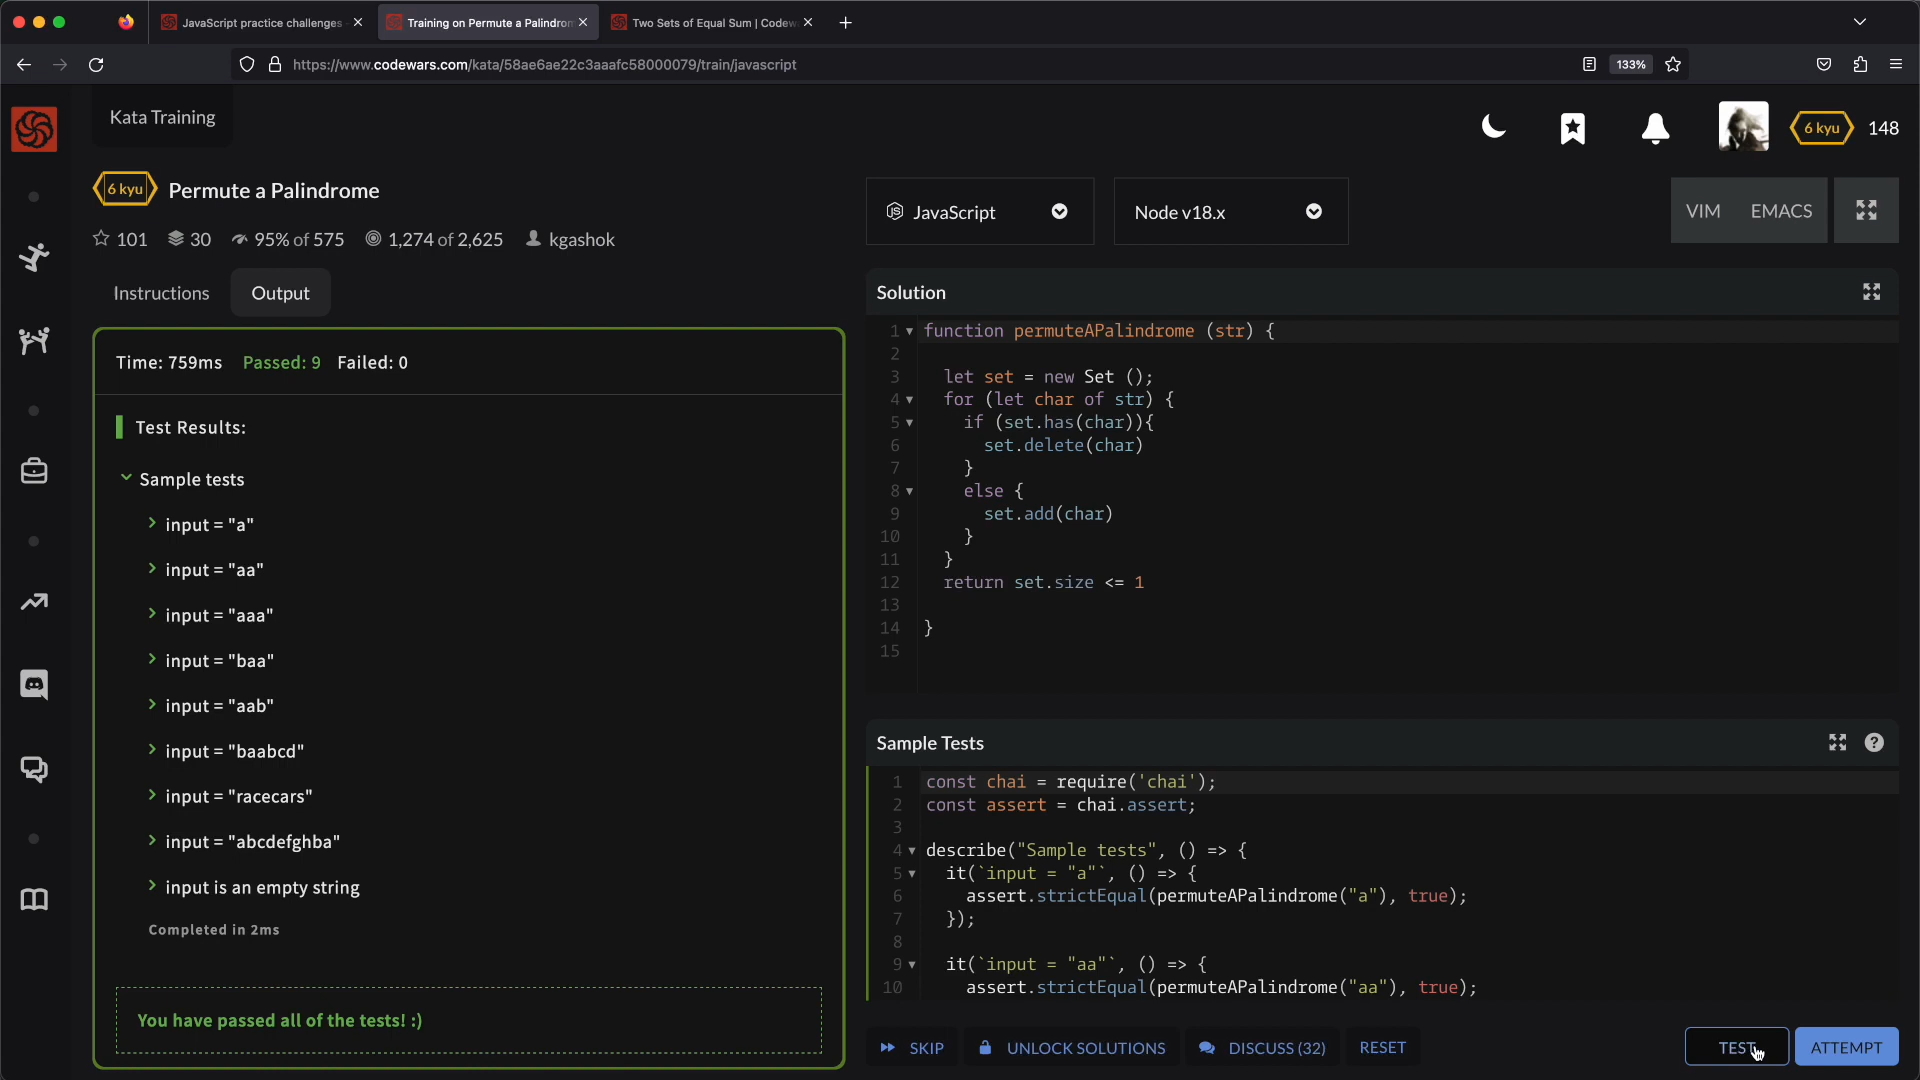 JavaScript practice challenges
Training on Permute a Palindrom
Two Sets of Equal Sum | Codew
https://www.codewars.com/kata/58ae6ae22c3aaafc58000079/train/javascript
133%
Kata Training
6 kyu
148
6 kyu
Permute a Palindrome
101
30
95% of 575
1,274 of 2,625
kgashok
JavaScript
Node v18.x
VIM
EMACS
Instructions
Output
Time: 759ms Passed: 9 Failed: 0
Test Results:
Sample tests
input = "a"
input = "aa"
input = "aaa"
input = "baa"
input = "aab"
input = "baabcd"
input = "racecars"
input = "abcdefghba"
input is an empty string
Completed in 2ms
You have passed all of the tests! :)
Solution
1 function permuteAPalindrome (str) {
2
3 let set = new Set ();
4 for (let char of str) {
5 if (set.has(char)){
6 set.delete(char)
7 }
8 else {
9 set.add(char)
10 }
11 }
12 return set.size <= 1
13
14 }
15
Sample Tests
1 const chai = require('chai');
2 const assert = chai.assert;
3
4 describe("Sample tests", () => {
5 it(`input = "a"`, () => {
6 assert.strictEqual(permuteAPalindrome("a"), true);
7 });
8
9 it(`input = "aa"`, () => {
10 assert.strictEqual(permuteAPalindrome("aa"), true);
SKIP
UNLOCK SOLUTIONS
DISCUSS (32)
RESET
TEST
ATTEMPT